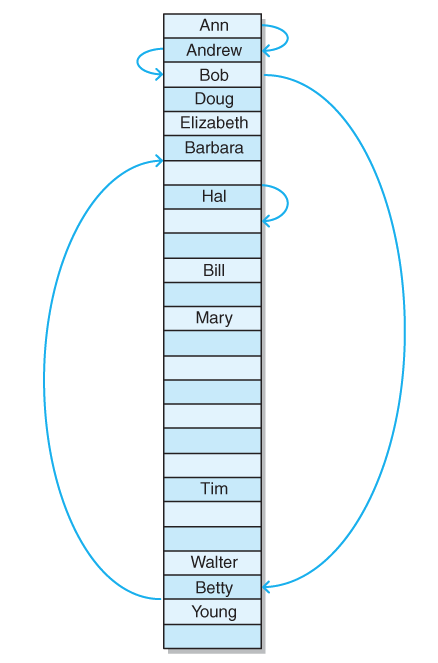 Ann
Andrew
Bob
Doug
Elizabeth
Barbara
Hal
Bill
Mary
Tim
Walter
Betty
Young